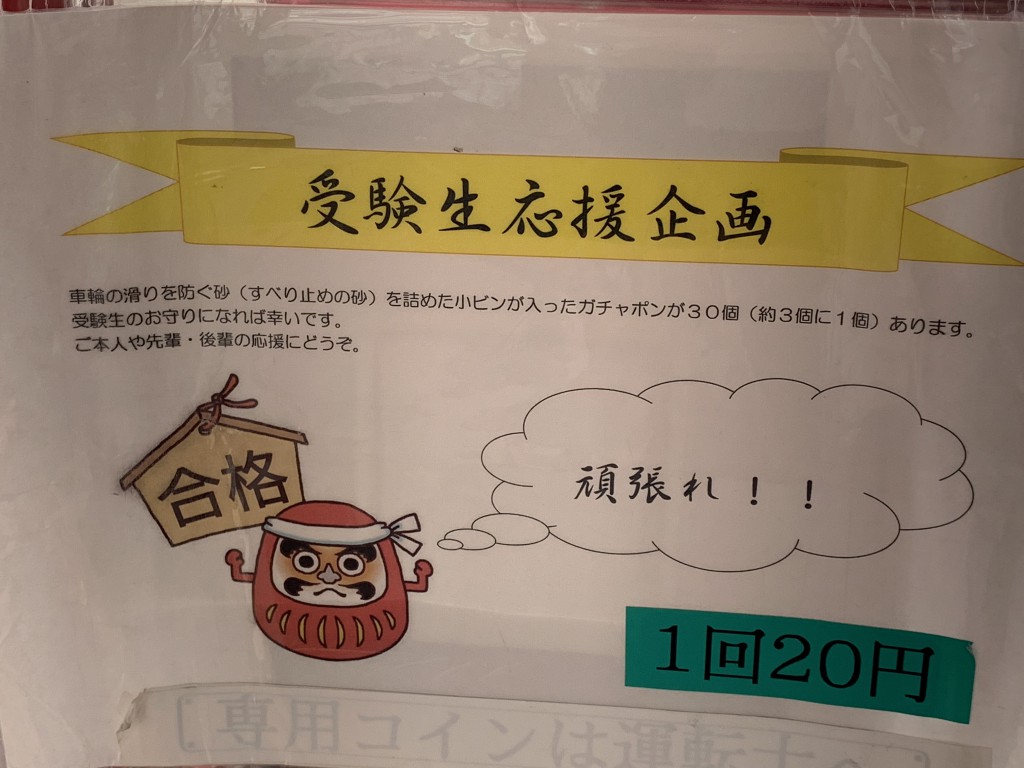 受験生応援企画
車輪の滑りを防ぐ砂（すべり止めの砂）を詰めた小ビンが入ったガチャポンが３０個（約３個に１個）あります。
受験生のお守りになれば幸いです。
ご本人や先輩・後輩の応援にどうぞ。
合格
頑張れ！！
１回20円
[専用コインは運転士